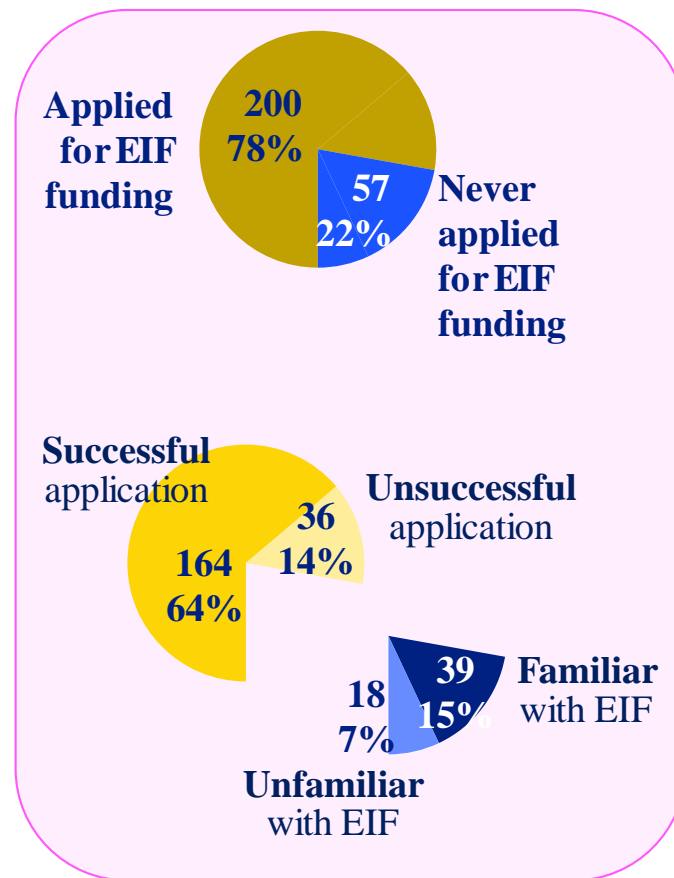 Applied
for EIF
funding
200
78%
57
22%
Never
applied
for EIF
funding
Successful
application
164
64%
36
14%
Unsuccessful
application
39
15%
Familiar
with EIF
18
7%
Unfamiliar
with EIF